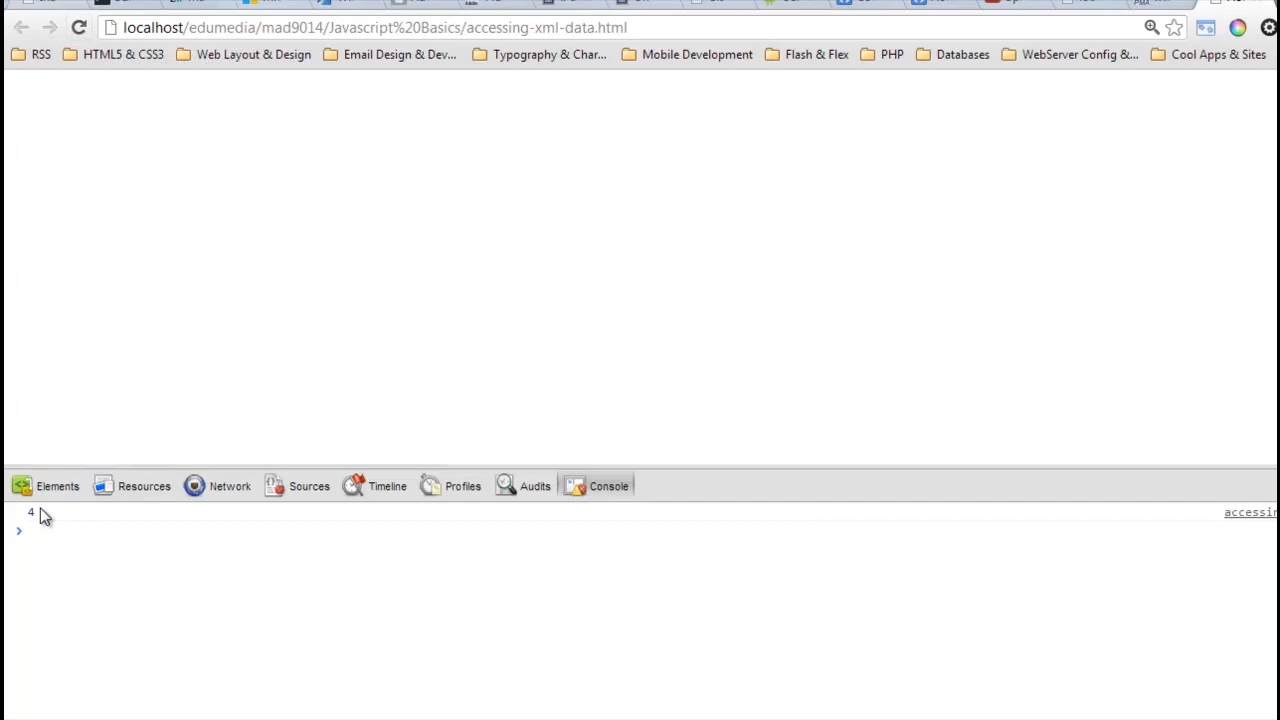 localhost/edumedia/mad9014/Javascript%20Basics/accessing-xml-data.html
RSS HTML5 & CSS3 Web Layout & Design Email Design & Dev... Typography & Char... Mobile Development Flash & Flex PHP Databases WebServer Config &... Cool Apps & Sites
Elements Resources Network Sources Timeline Profiles Audits Console
4 accessin
>